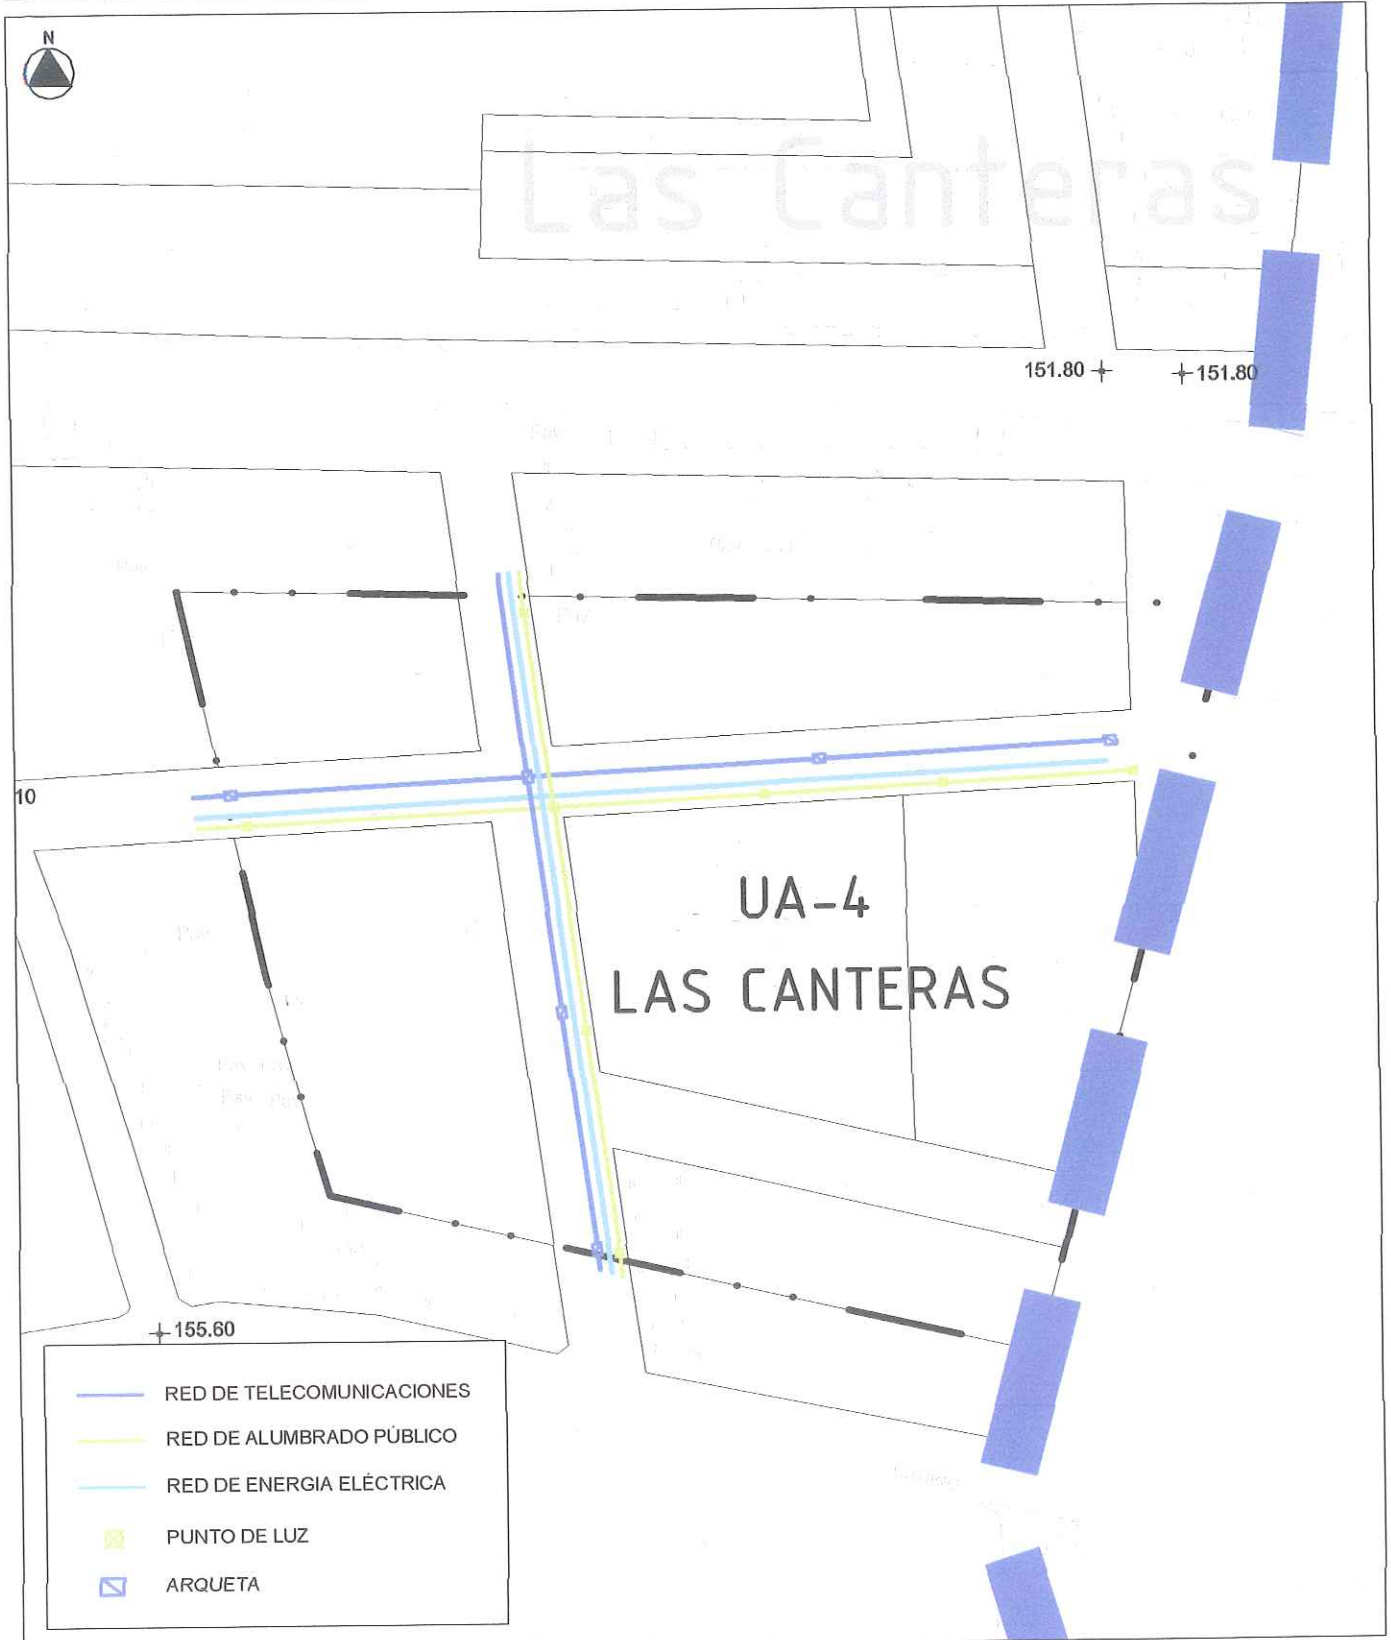 N
Las Canteras
151.80
151.80
10
UA-4
LAS CANTERAS
155.60
RED DE TELECOMUNICACIONES
RED DE ALUMBRADO PÚBLICO
RED DE ENERGIA ELÉCTRICA
PUNTO DE LUZ
ARQUETA